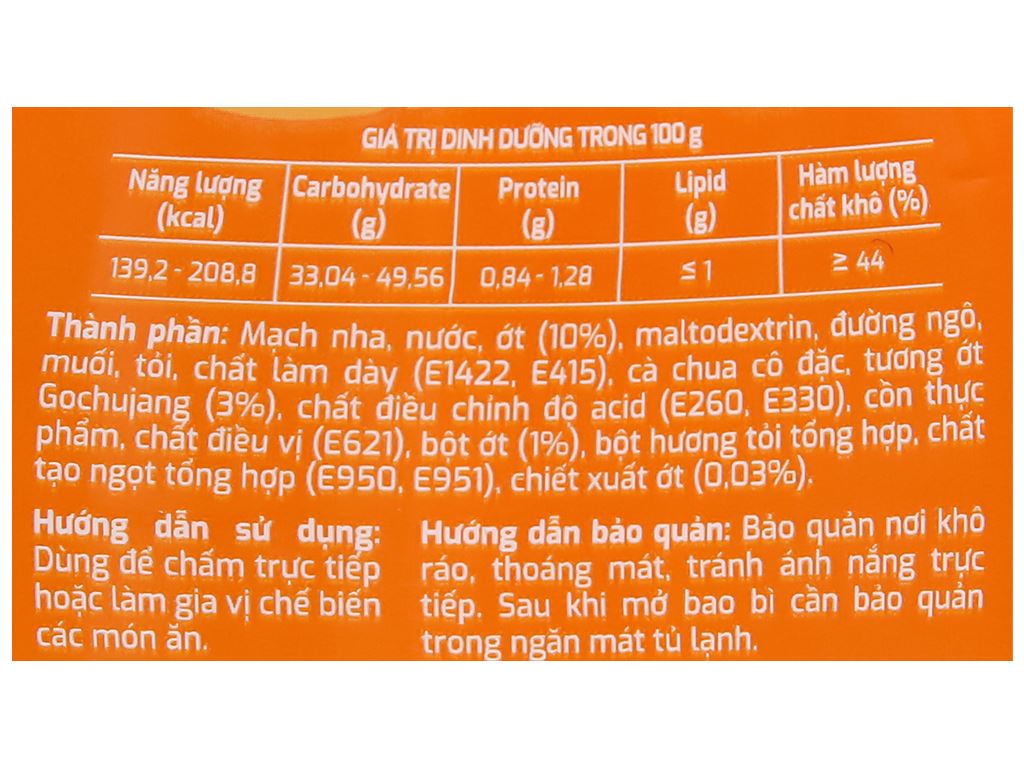 GIÁ TRỊ DINH DƯỠNG TRONG 100 g
Năng lượng (kcal) Carbohydrate (g) Protein (g) Lipid (g) Hàm lượng chất khô (%)
139,2 - 208,8 33,04 - 49,56 0,84 - 1,28 ≤ 1 ≥ 44
Thành phần: Mạch nha, nước, ớt (10%), maltodextrin, đường ngô,
muối, tỏi, chất làm dày (E1422, E415), cà chua cô đặc, tương ớt
Gochujang (3%), chất điều chỉnh độ acid (E260, E330), cồn thực
phẩm, chất điều vị (E621), bột ớt (1%), bột hương tỏi tổng hợp, chất
tạo ngọt tổng hợp (E950, E951), chiết xuất ớt (0,03%).
Hướng dẫn sử dụng:
Dùng để chấm trực tiếp
hoặc làm gia vị chế biến
các món ăn.
Hướng dẫn bảo quản: Bảo quản nơi khô
ráo, thoáng mát, tránh ánh nắng trực
tiếp. Sau khi mở bao bì cần bảo quản
trong ngăn mát tủ lạnh.